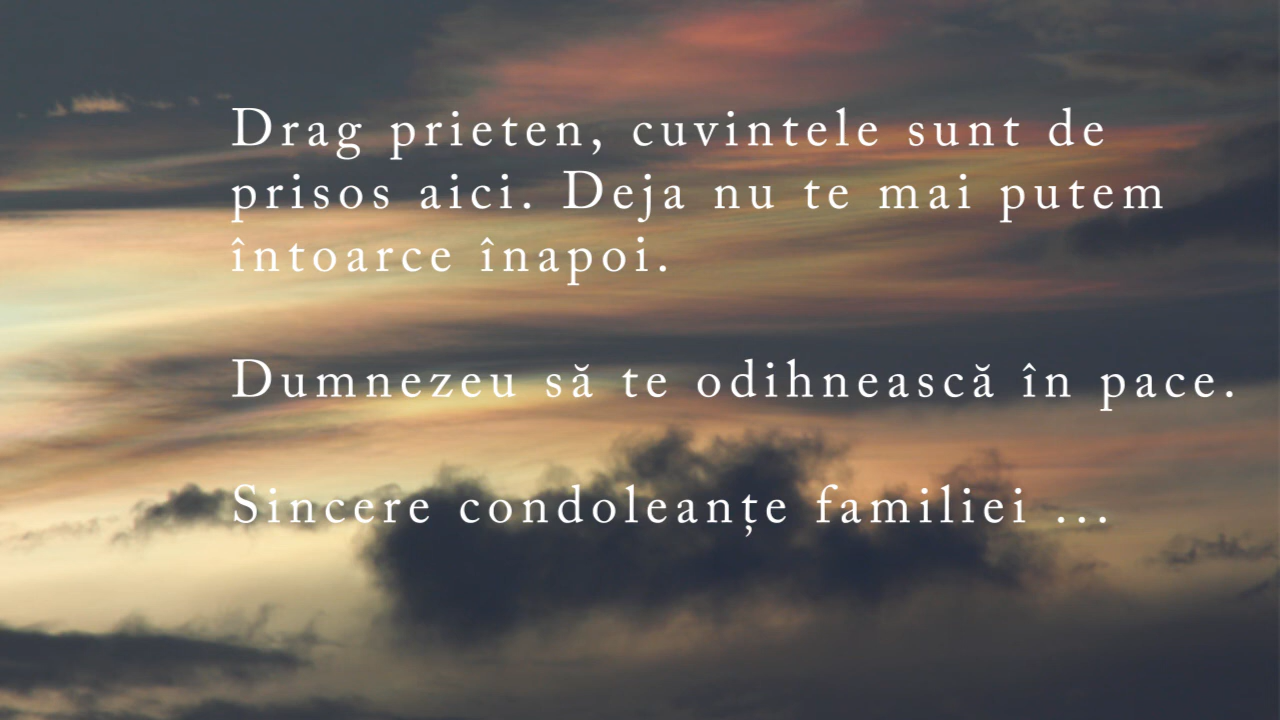 Drag prieten, cuvintele sunt de
prisos aici. Deja nu te mai putem
întoarce înapoi.
Dumnezeu să te odihnească în pace.
Sincere condoleanțe familiei ...